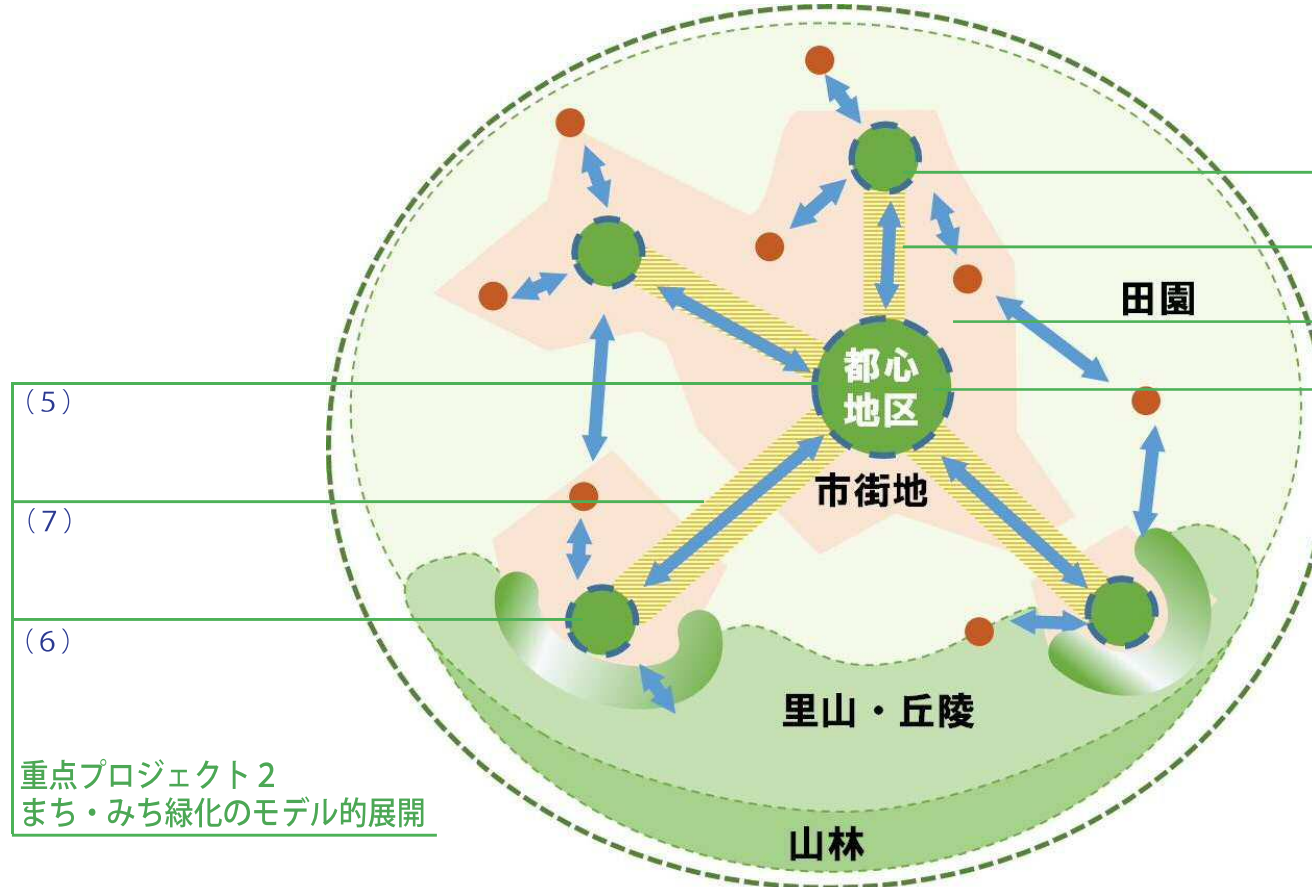 田園
都心
地区
(5)
市街地
(7)
(6)
里山・丘陵
重点プロジェクト2
まち・みち緑化のモデル的展開
山林